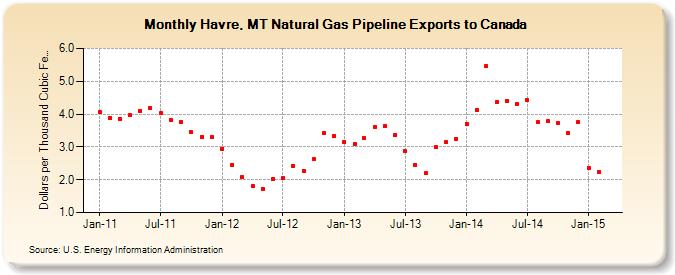 Monthly Havre, MT Natural Gas Pipeline Exports to Canada
Dollars per Thousand Cubic Fe...
6.0
5.0
4.0
3.0
2.0
1.0
Jan-11 Jul-11 Jan-12 Jul-12 Jan-13 Jul-13 Jan-14 Jul-14 Jan-15
Source: U.S. Energy Information Administration